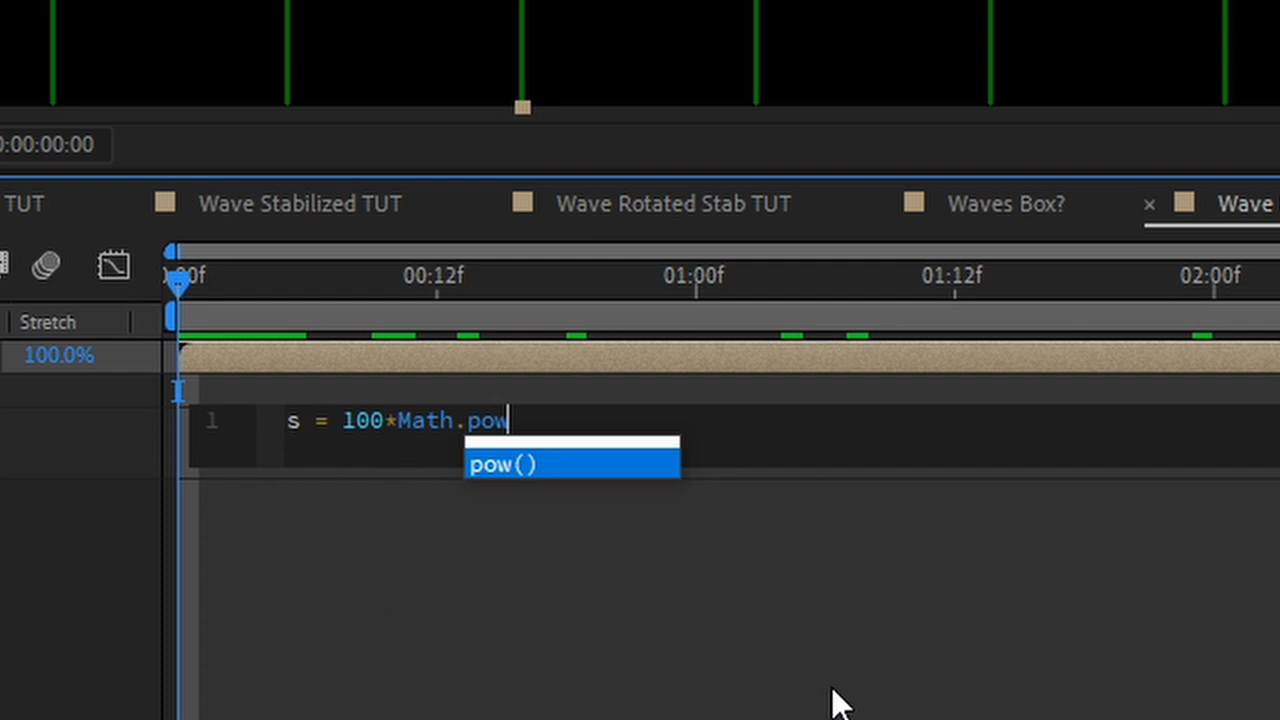 0:00:00:00
TUT Wave Stabilized TUT Wave Rotated Stab TUT Waves Box? × Wave
00f 00:12f 01:00f 01:12f 02:00f
Stretch
100.0%
1 s = 100*Math.pow
pow()